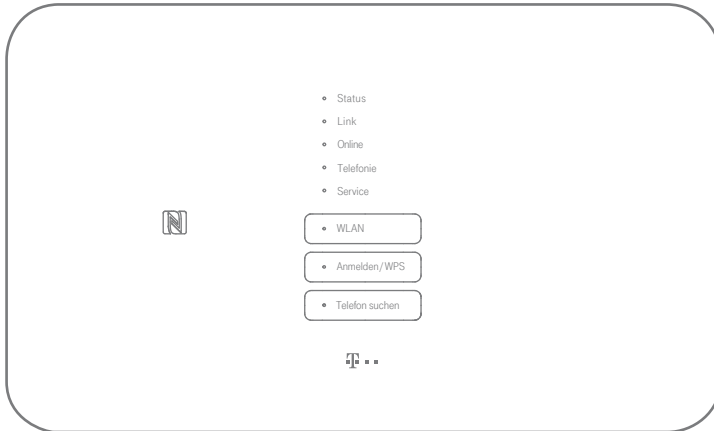 Status
Link
Online
Telefonie
Service
N
WLAN
Anmelden/WPS
Telefon suchen
T